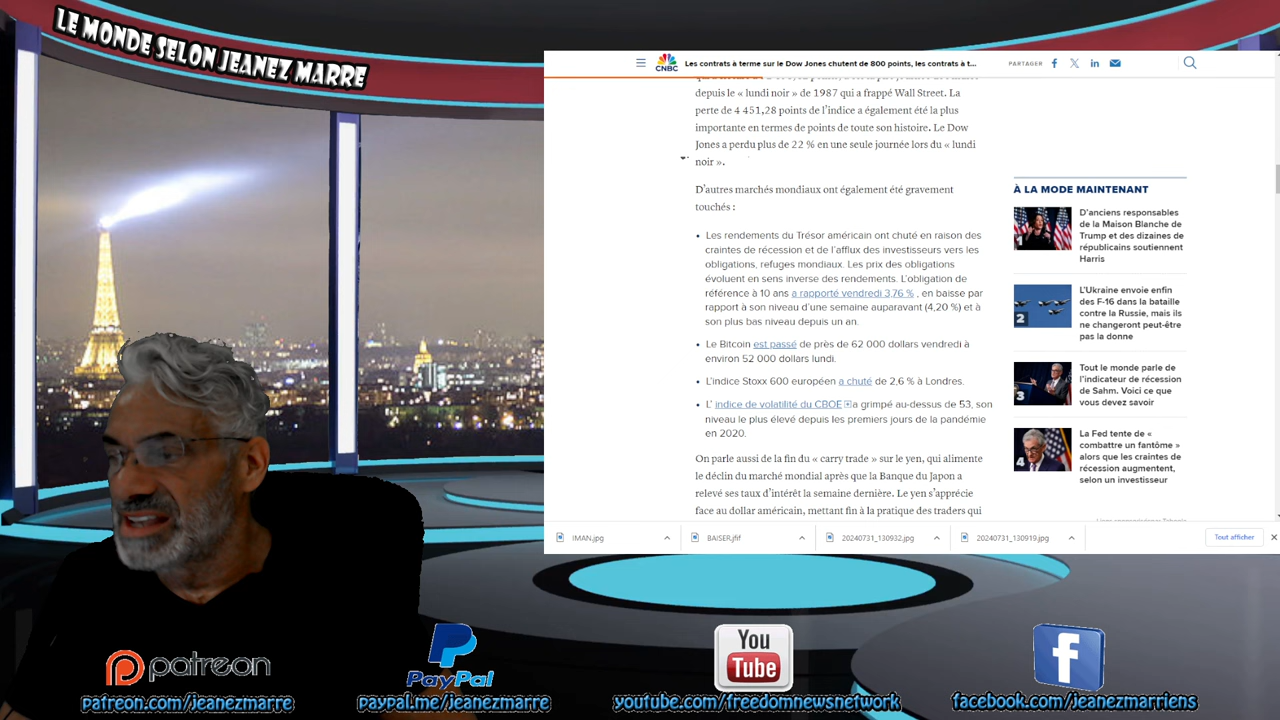 LE MONDE SELON JEANEZ MARRE
CNBC
Les contrats à terme sur le Dow Jones chutent de 800 points, les contrats à t...
PARTAGER
depuis le « lundi noir » de 1987 qui a frappé Wall Street. La
perte de 4 451,28 points de l'indice a également été la plus
importante en termes de points de toute son histoire. Le Dow
Jones a perdu plus de 22 % en une seule journée lors du « lundi
noir ».
D'autres marchés mondiaux ont également été gravement
touchés :
• Les rendements du Trésor américain ont chuté en raison des
craintes de récession et de l'afflux des investisseurs vers les
obligations, refuges mondiaux. Les prix des obligations
évoluent en sens inverse des rendements. L'obligation de
référence à 10 ans a rapporté vendredi 3,76 % , en baisse par
rapport à son niveau d'une semaine auparavant (4,20 %) et à
son plus bas niveau depuis un an.
• Le Bitcoin est passé de près de 62 000 dollars vendredi à
environ 52 000 dollars lundi.
• L'indice Stoxx 600 européen a chuté de 2,6 % à Londres.
• L' indice de volatilité du CBOE a grimpé au-dessus de 53, son
niveau le plus élevé depuis les premiers jours de la pandémie
en 2020.
On parle aussi de la fin du « carry trade » sur le yen, qui alimente
le déclin du marché mondial après que la Banque du Japon a
relevé ses taux d'intérêt la semaine dernière. Le yen s'apprécie
face au dollar américain, mettant fin à la pratique des traders qui
À LA MODE MAINTENANT
1
D'anciens responsables
de la Maison Blanche de
Trump et des dizaines de
républicains soutiennent
Harris
2
L'Ukraine envoie enfin
des F-16 dans la bataille
contre la Russie, mais ils
ne changeront peut-être
pas la donne
3
Tout le monde parle de
l'indicateur de récession
de Sahm. Voici ce que
vous devez savoir
4
La Fed tente de «
combattre un fantôme »
alors que les craintes de
récession augmentent,
selon un investisseur
IMAN.jpg
BAISER.jfif
20240731_130932.jpg
20240731_130919.jpg
Tout afficher
patreon
PayPal
You
Tube
patreon.com/jeanezmarre
paypal.me/jeanezmarre
youtube.com/freedomnewsnetwork
facebook.com/jeanezmarriens